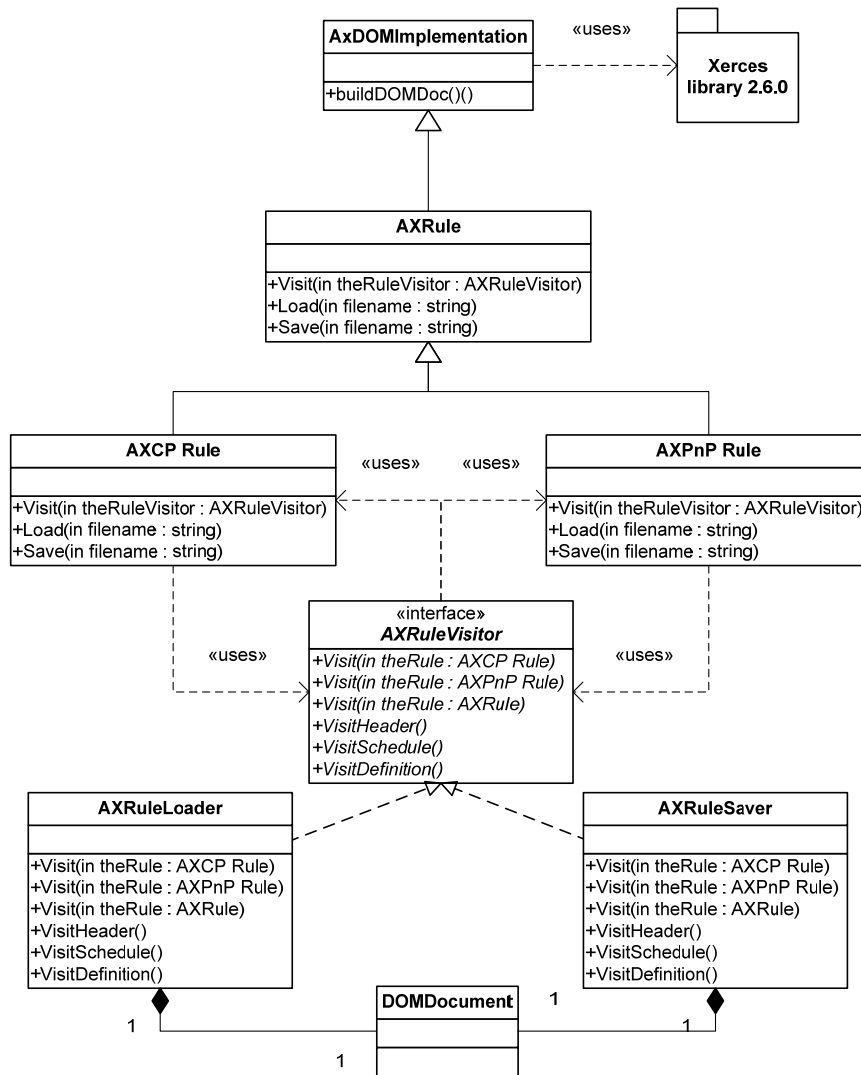 AxDOMImplementation
+buildDOMDoc()()
«uses»
Xerces
library 2.6.0
AXRule
+Visit(in theRuleVisitor : AXRuleVisitor)
+Load(in filename : string)
+Save(in filename : string)
AXCP Rule
+Visit(in theRuleVisitor : AXRuleVisitor)
+Load(in filename : string)
+Save(in filename : string)
«uses»
«uses»
AXPnP Rule
+Visit(in theRuleVisitor : AXRuleVisitor)
+Load(in filename : string)
+Save(in filename : string)
«uses»
«interface»
AXRuleVisitor
+Visit(in theRule : AXCP Rule)
+Visit(in theRule : AXPnP Rule)
+Visit(in theRule : AXRule)
+VisitHeader()
+VisitSchedule()
+VisitDefinition()
«uses»
AXRuleLoader
+Visit(in theRule : AXCP Rule)
+Visit(in theRule : AXPnP Rule)
+Visit(in theRule : AXRule)
+VisitHeader()
+VisitSchedule()
+VisitDefinition()
AXRuleSaver
+Visit(in theRule : AXCP Rule)
+Visit(in theRule : AXPnP Rule)
+Visit(in theRule : AXRule)
+VisitHeader()
+VisitSchedule()
+VisitDefinition()
DOMDocument
1
1
1
1